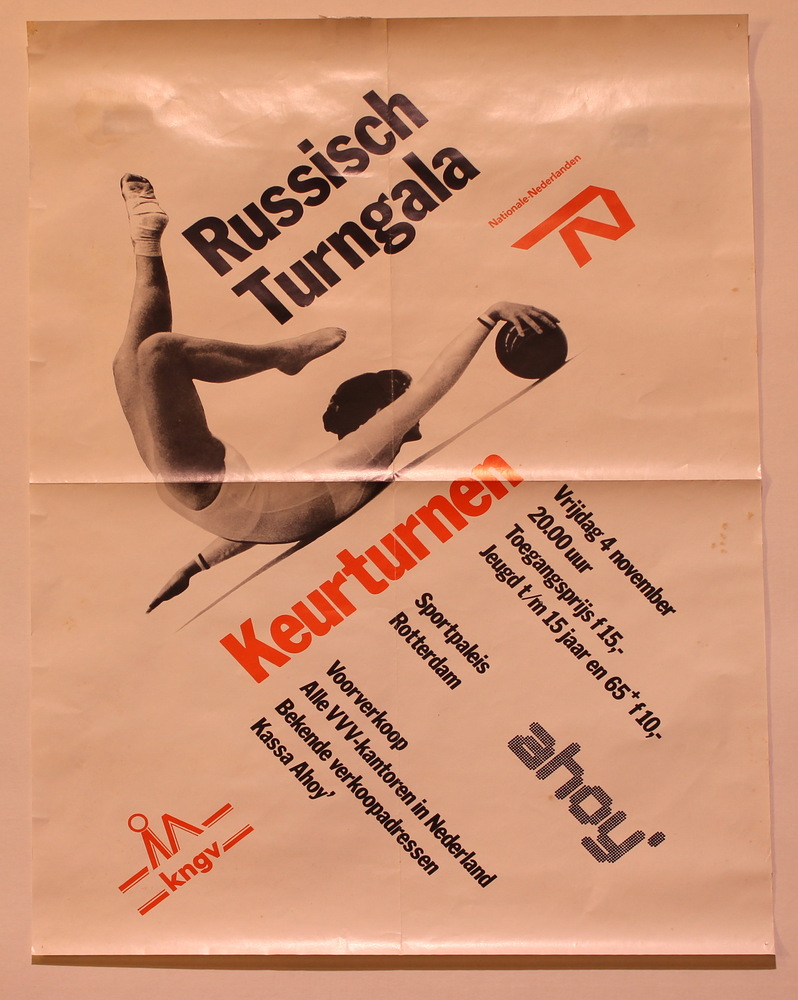 Russisch
Turngala
Nationale-Nederlanden
Keurturnen
Vrijdag 4 november
20.00 uur
Toegangsprijs f 15,-
Jeugd t/m 15 jaar en 65+ f 10,-
Sportpaleis
Rotterdam
Voorverkoop
Alle VVV-kantoren in Nederland
Bekende verkoopadressen
Kassa Ahoy'
ahoy'
kngv